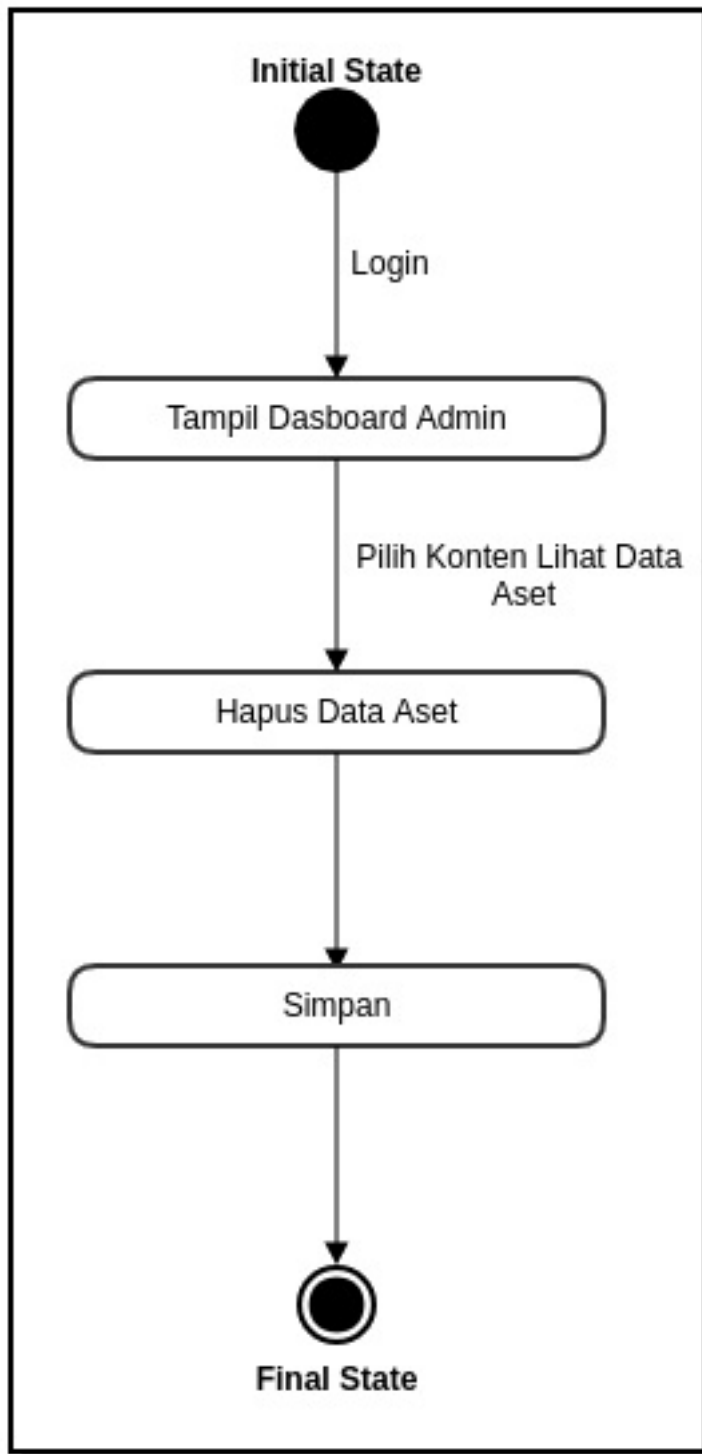 Initial State
Login
Tampil Dasboard Admin
Pilih Konten Lihat Data
Aset
Hapus Data Aset
Simpan
Final State